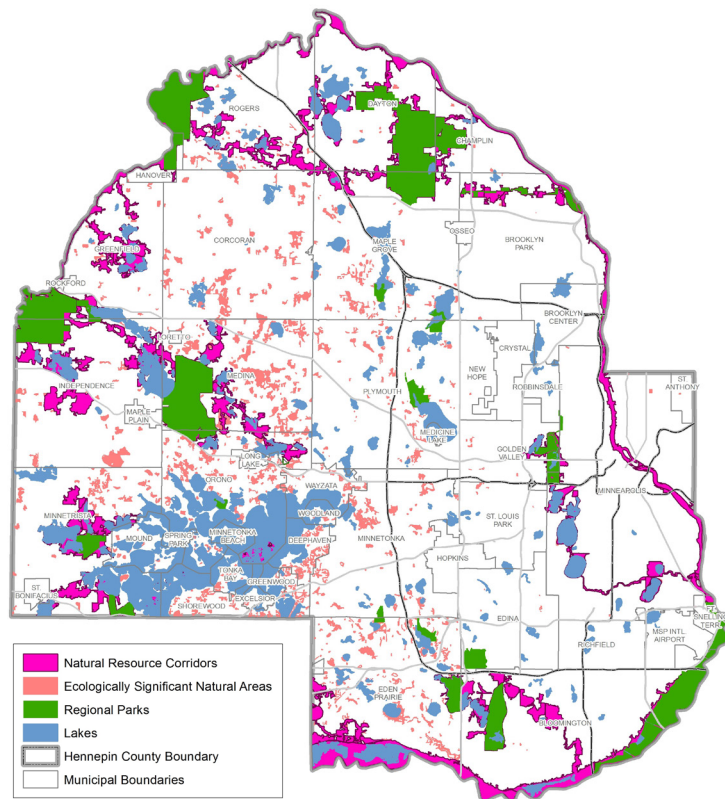 ROGERS
DAYTON
CHAMPLIN
HANOVER
GREENFIELD
CORCORAN
MAPLE
GROVE
OSSEO
BROOKLYN
PARK
ROCKFORD
LORETTO
BROOKLYN
CENTER
CRYSTAL
NEW
HOPE
ROBBINSDALE
INDEPENDENCE
MEDINA
PLYMOUTH
ST
ANTHONY
MAPLE
PLAIN
MEDICINE
LAKE
LONG
LAKE
GOLDEN
VALLEY
ORONO
WAYZATA
MINNEAPOLIS
MINNETRISTA
WOODLAND
MOUND
SPRING
PARK
MINNETONKA
BEACH
DEEPHAVEN
MINNETONKA
ST. LOUIS
PARK
HOPKINS
ST.
BONIFACIUS
TONKA
BAY
GREENWOOD
EXCELSIOR
SHOREWOOD
EDINA
RICHFIELD
MSP INTL
AIRPORT
SNELLING
TERR.
EDEN
PRAIRIE
BLOOMINGTON
Natural Resource Corridors
Ecologically Significant Natural Areas
Regional Parks
Lakes
Hennepin County Boundary
Municipal Boundaries